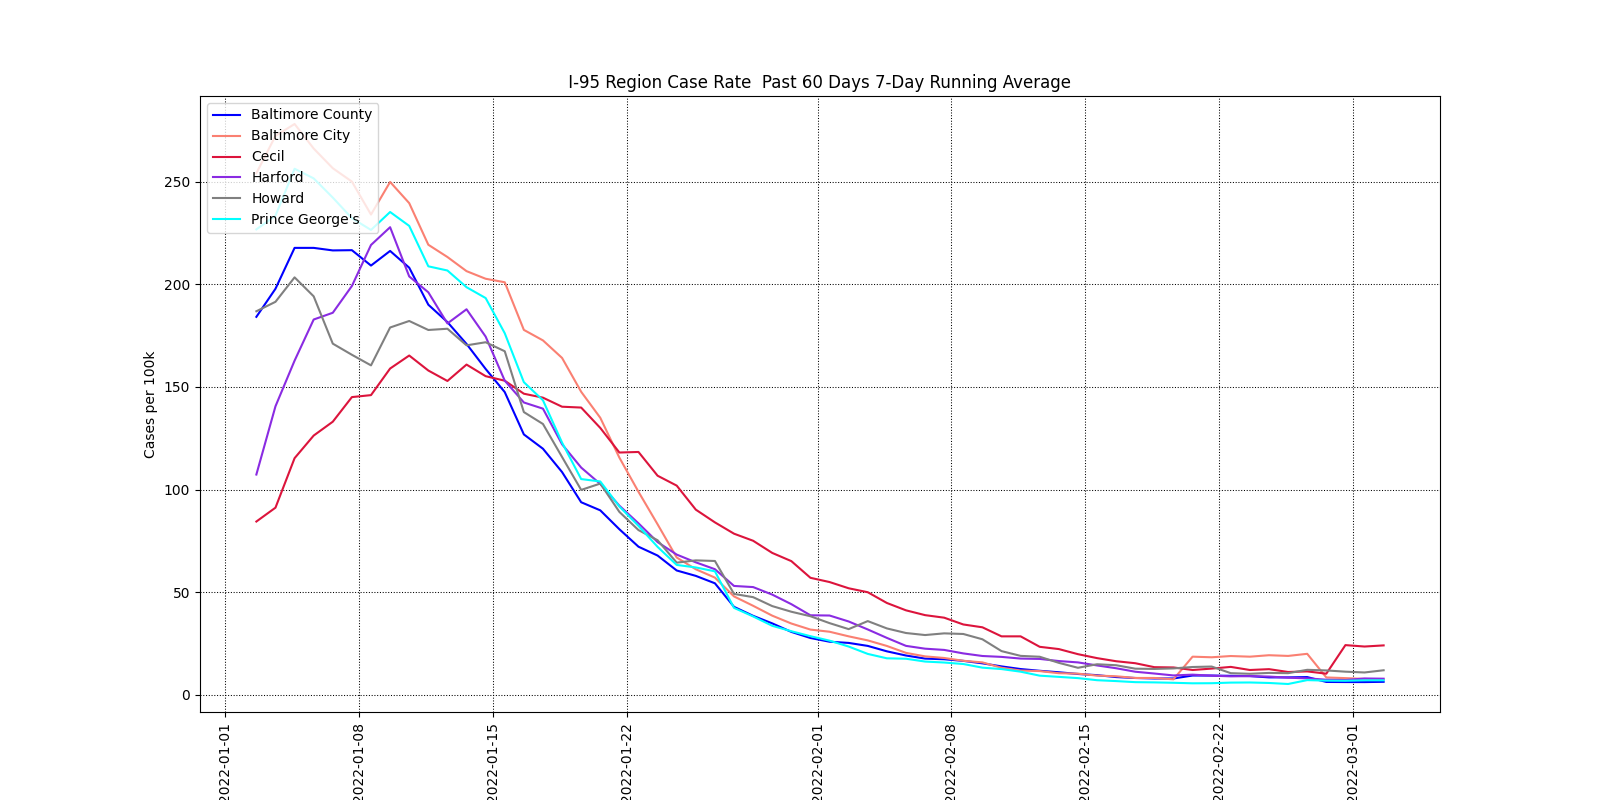 I-95 Region Case Rate  Past 60 Days 7-Day Running Average
Baltimore County
Baltimore City
Cecil
Harford
Howard
Prince George's
Cases per 100k
250
200
150
100
50
0
2022-01-01
2022-01-08
2022-01-15
2022-01-22
2022-02-01
2022-02-08
2022-02-15
2022-02-22
2022-03-01